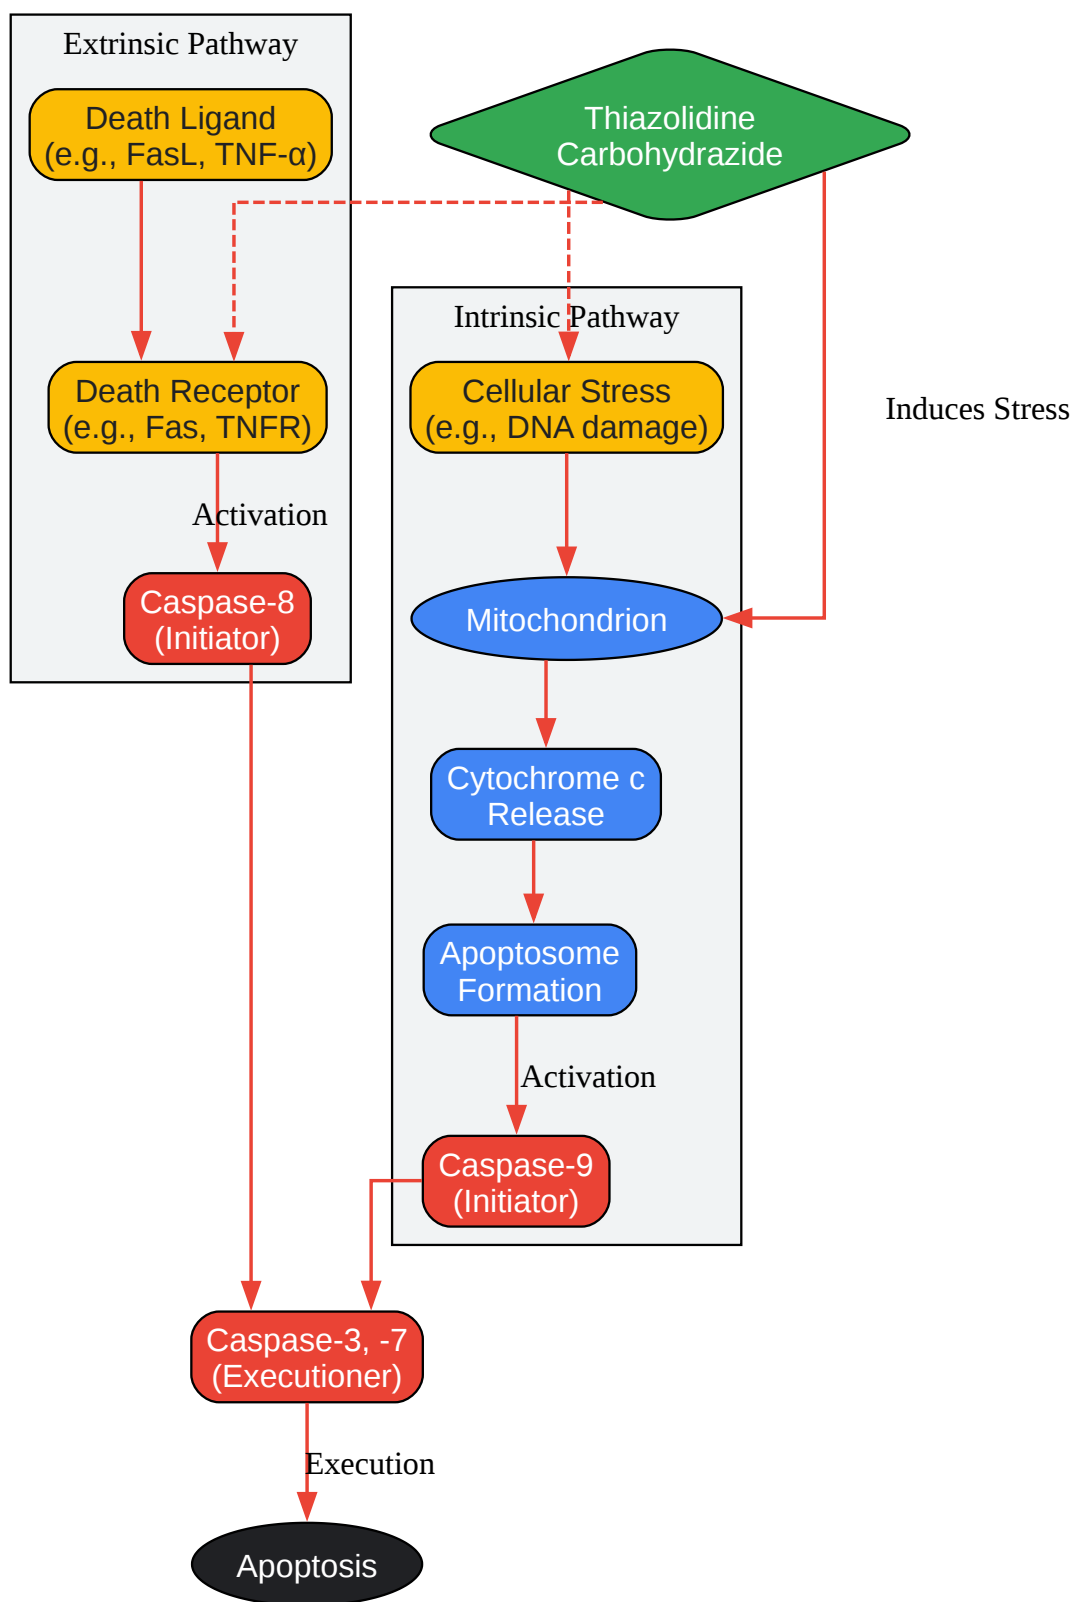 Extrinsic Pathway
Death Ligand
(e.g., FasL, TNF-α)
Thiazolidine
Carbohydrazide
Intrinsic Pathway
Death Receptor
(e.g., Fas, TNFR)
Cellular Stress
(e.g., DNA damage)
Induces Stress
Activation
Caspase-8
(Initiator)
Mitochondrion
Cytochrome c
Release
Apoptosome
Formation
Activation
Caspase-9
(Initiator)
Caspase-3, -7
(Executioner)
Execution
Apoptosis